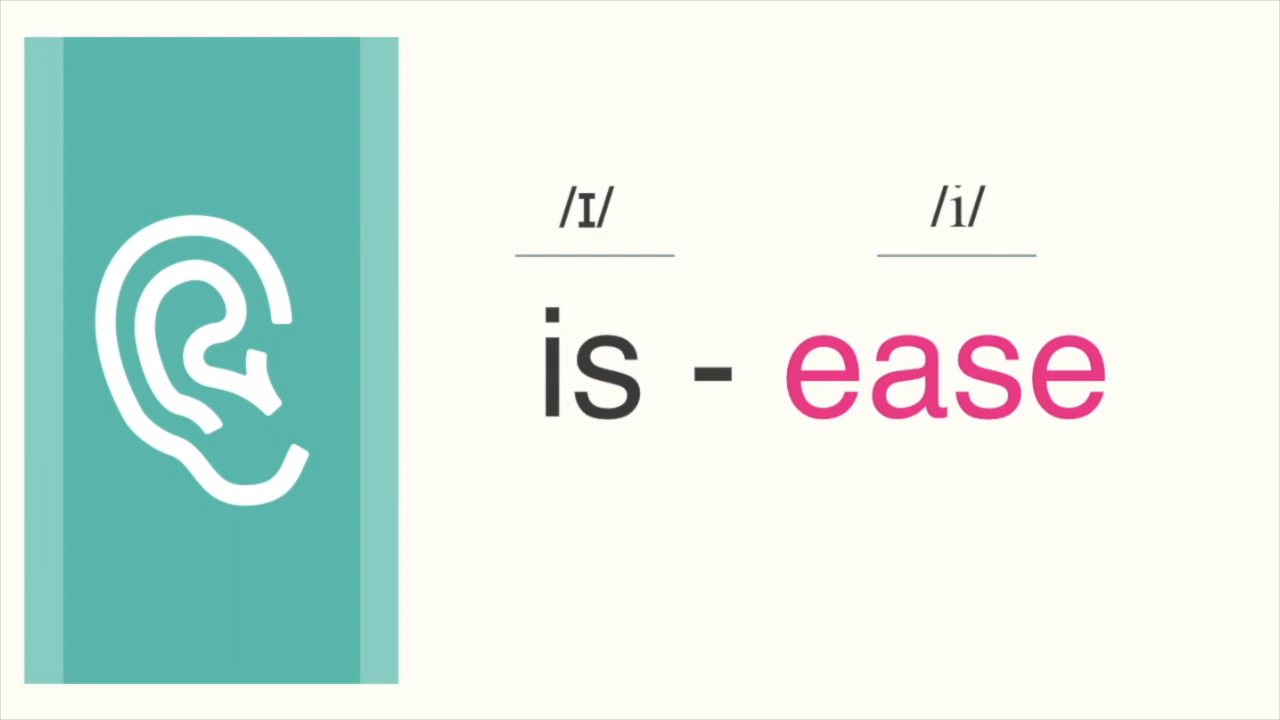 /ɪ/ /i/
is - ease